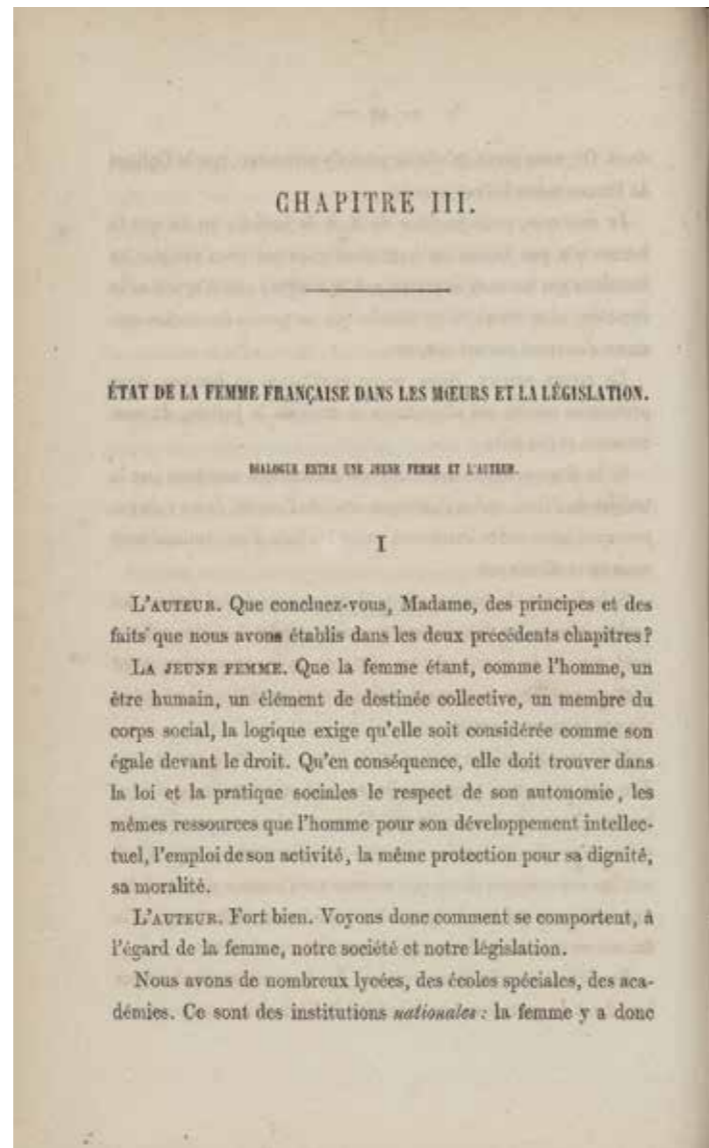 CHAPITRE III.
ÉTAT DE LA FEMME FRANÇAISE DANS LES MŒURS ET LA LÉGISLATION.
DIALOGUE ENTRE UNE JEUNE FEMME ET L'AUTEUR.
I
L'AUTEUR. Que concluez-vous, Madame, des principes et des
faits que nous avons établis dans les deux précédents chapitres?
LA JEUNE FEMME. Que la femme étant, comme l'homme, un
être humain, un élément de destinée collective, un membre du
corps social, la logique exige qu'elle soit considérée comme son
égale devant le droit. Qu'en conséquence, elle doit trouver dans
la loi et la pratique sociales le respect de son autonomie, les
mêmes ressources que l'homme pour son développement intellec-
tuel, l'emploi de son activité, la même protection pour sa dignité,
sa moralité.
L'AUTEUR. Fort bien. Voyons donc comment se comportent, à
l'égard de la femme, notre société et notre législation.
Nous avons de nombreux lycées, des écoles spéciales, des aca-
démies. Ce sont des institutions nationales : la femme y a donc